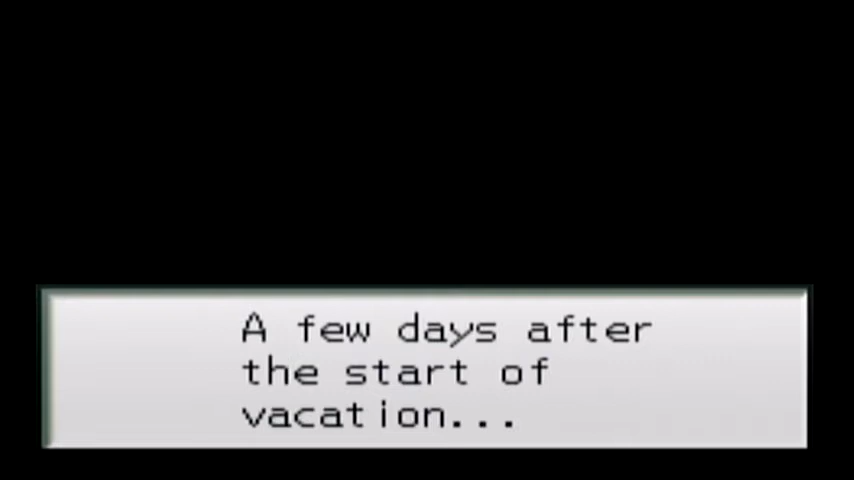 A few days after
the start of
vacation...